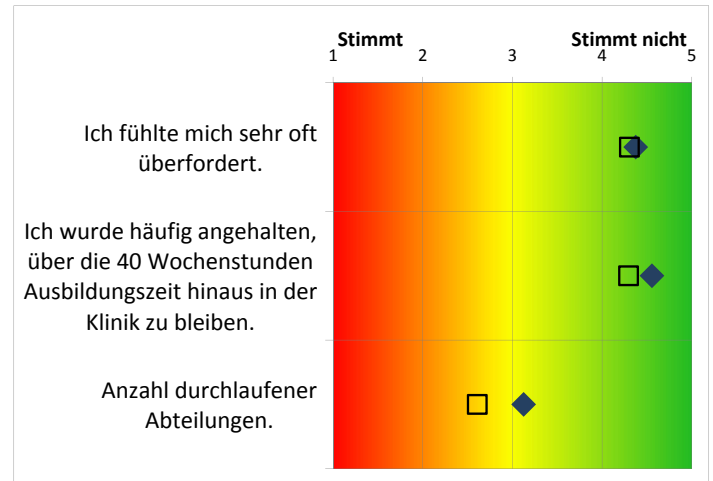 Stimmt Stimmt nicht
1 2 3 4 5
Ich fühlte mich sehr oft
überfordert.
Ich wurde häufig angehalten,
über die 40 Wochenstunden
Ausbildungszeit hinaus in der
Klinik zu bleiben.
Anzahl durchlaufener
Abteilungen.